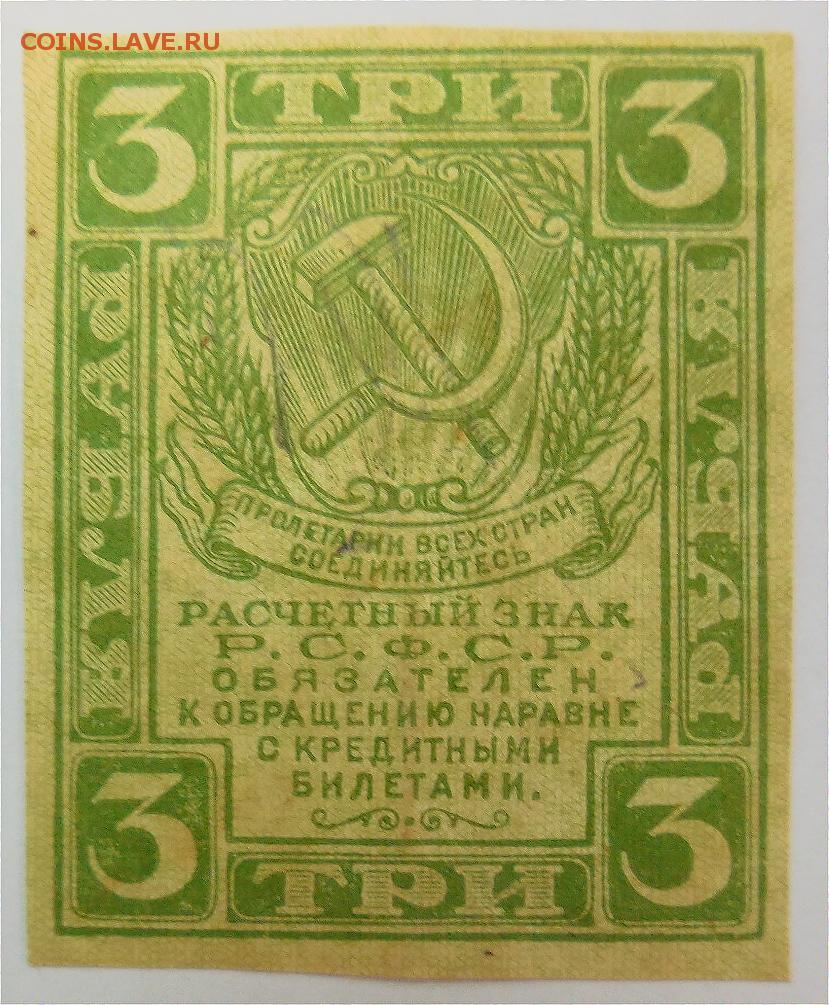 COINS.LAVE.RU
3 ТРИ 3
РУБЛЯ
РУБЛЯ
ПРОЛЕТАРИИ ВСЕХ СТРАН
СОЕДИНЯЙТЕСЬ
РАСЧЕТНЫЙ ЗНАК
Р.С.Ф.С.Р.
ОБЯЗАТЕЛЕН
К ОБРАЩЕНИЮ НАРАВНЕ
С КРЕДИТНЫМИ
БИЛЕТАМИ.
3 ТРИ 3